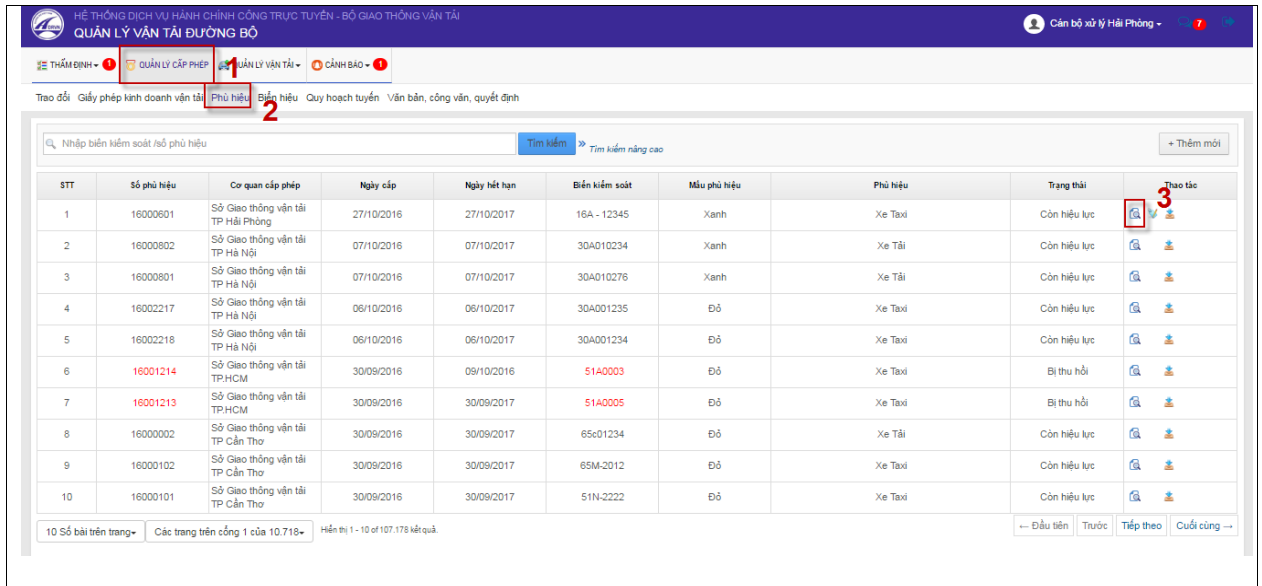 HỆ THỐNG DỊCH VỤ HÀNH CHÍNH CÔNG TRỰC TUYẾN - BỘ GIAO THÔNG VẬN TẢI
QUẢN LÝ VẬN TẢI ĐƯỜNG BỘ
Cán bộ xử lý Hải Phòng 7
THẨM ĐỊNH 1 QUẢN LÝ CẤP PHÉP 1 QUẢN LÝ VẬN TẢI CẢNH BÁO 1
Trao đổi Giấy phép kinh doanh vận tải Phù hiệu Biển hiệu Quy hoạch tuyến Văn bản, công văn, quyết định
2
Nhập biển kiểm soát /số phù hiệu Tìm kiếm » Tìm kiếm nâng cao + Thêm mới
STT Số phù hiệu Cơ quan cấp phép Ngày cấp Ngày hết hạn Biển kiểm soát Mẫu phù hiệu Phù hiệu Trạng thái Thao tác
3
1 16000601 Sở Giao thông vận tải TP Hải Phòng 27/10/2016 27/10/2017 16A - 12345 Xanh Xe Taxi Còn hiệu lực
2 16000802 Sở Giao thông vận tải TP Hà Nội 07/10/2016 07/10/2017 30A010234 Xanh Xe Tải Còn hiệu lực
3 16000801 Sở Giao thông vận tải TP Hà Nội 07/10/2016 07/10/2017 30A010276 Xanh Xe Tải Còn hiệu lực
4 16002217 Sở Giao thông vận tải TP Hà Nội 06/10/2016 06/10/2017 30A001235 Đỏ Xe Taxi Còn hiệu lực
5 16002218 Sở Giao thông vận tải TP Hà Nội 06/10/2016 06/10/2017 30A001234 Đỏ Xe Taxi Còn hiệu lực
6 16001214 Sở Giao thông vận tải TP.HCM 30/09/2016 09/10/2016 51A0003 Đỏ Xe Taxi Bị thu hồi
7 16001213 Sở Giao thông vận tải TP.HCM 30/09/2016 30/09/2017 51A0005 Đỏ Xe Taxi Bị thu hồi
8 16000002 Sở Giao thông vận tải TP Cần Thơ 30/09/2016 30/09/2017 65c01234 Đỏ Xe Tải Còn hiệu lực
9 16000102 Sở Giao thông vận tải TP Cần Thơ 30/09/2016 30/09/2017 65M-2012 Đỏ Xe Taxi Còn hiệu lực
10 16000101 Sở Giao thông vận tải TP Cần Thơ 30/09/2016 30/09/2017 51N-2222 Đỏ Xe Taxi Còn hiệu lực
10 Số bài trên trang Các trang trên cổng 1 của 10.718 Hiển thị 1 - 10 of 107.178 kết quả. ← Đầu tiên Trước Tiếp theo Cuối cùng →